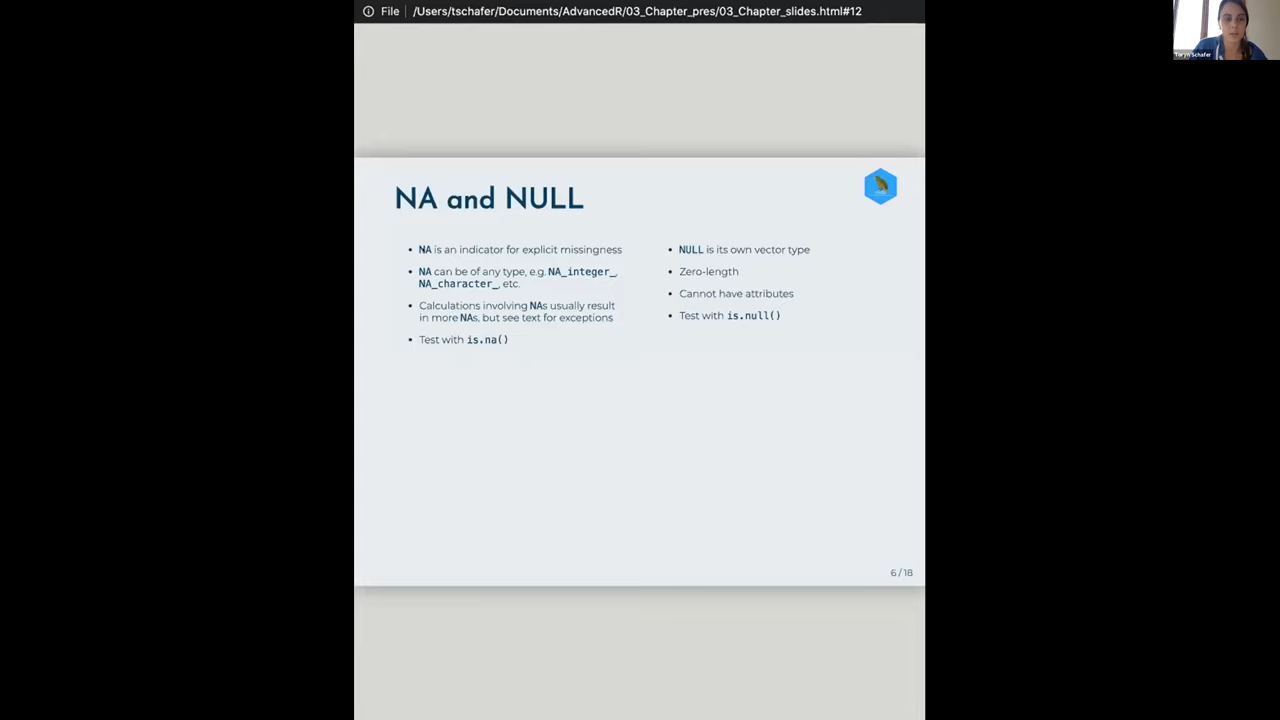 File /Users/tschafer/Documents/AdvancedR/03_Chapter_pres/03_Chapter_slides.html#12
Teryn Schafer
NA and NULL
• NA is an indicator for explicit missingness
• NA can be of any type, e.g. NA_integer_,
NA_character_, etc.
• Calculations involving NAs usually result
in more NAs, but see text for exceptions
• Test with is.na()
• NULL is its own vector type
• Zero-length
• Cannot have attributes
• Test with is.null()
6 / 18